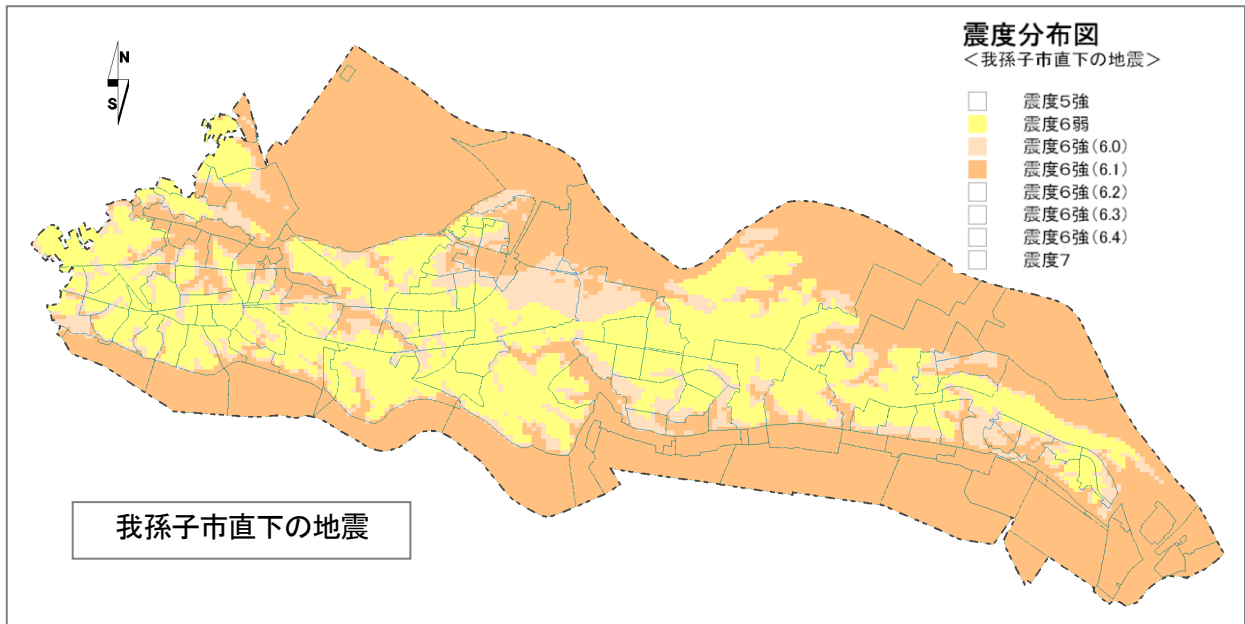 N
S
震度分布図
＜我孫子市直下の地震＞
震度5強
震度6弱
震度6強(6.0)
震度6強(6.1)
震度6強(6.2)
震度6強(6.3)
震度6強(6.4)
震度7
我孫子市直下の地震